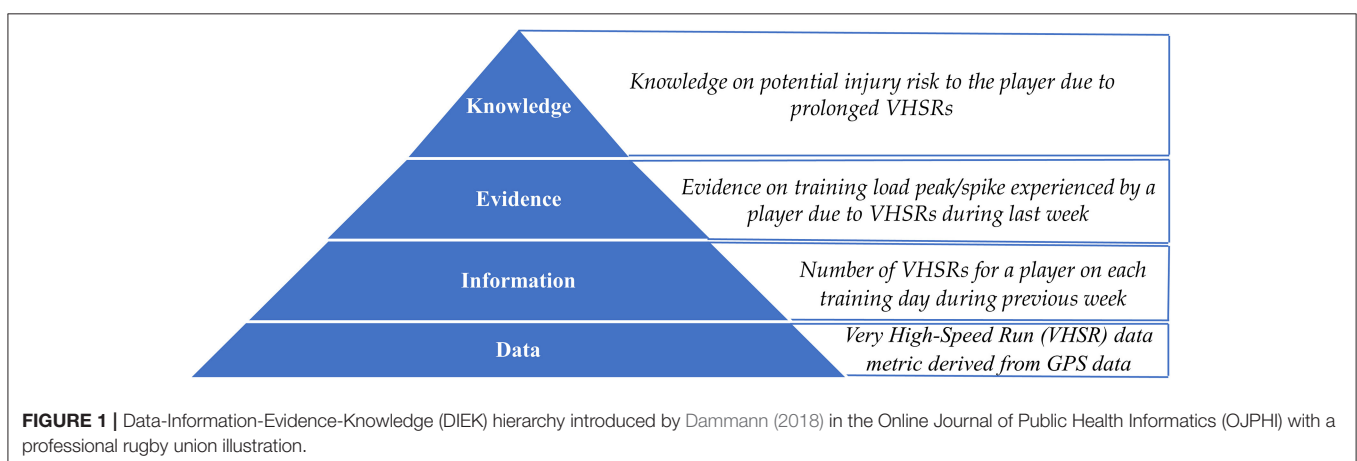 Knowledge
Knowledge on potential injury risk to the player due to
prolonged VHSRs
Evidence
Evidence on training load peak/spike experienced by a
player due to VHSRs during last week
Information
Number of VHSRs for a player on each
training day during previous week
Data
Very High-Speed Run (VHSR) data
metric derived from GPS data
FIGURE 1 | Data-Information-Evidence-Knowledge (DIEK) hierarchy introduced by Dammann (2018) in the Online Journal of Public Health Informatics (OJPHI) with a
professional rugby union illustration.